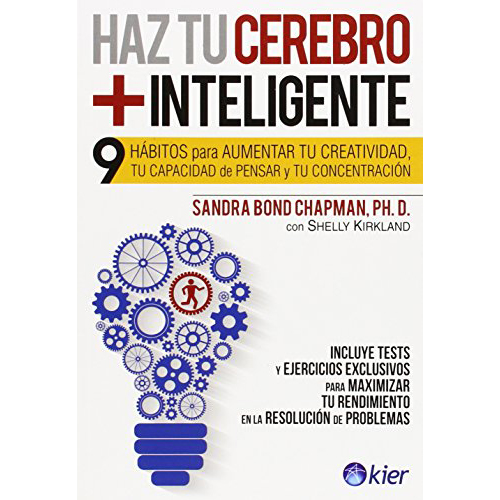 HAZ TU CEREBRO
+INTELIGENTE
9 HÁBITOS para AUMENTAR TU CREATIVIDAD,
TU CAPACIDAD de PENSAR y TU CONCENTRACIÓN
SANDRA BOND CHAPMAN, PH. D.
con SHELLY KIRKLAND
INCLUYE TESTS
Y EJERCICIOS EXCLUSIVOS
PARA MAXIMIZAR
TU RENDIMIENTO
EN LA RESOLUCIÓN DE PROBLEMAS
kier